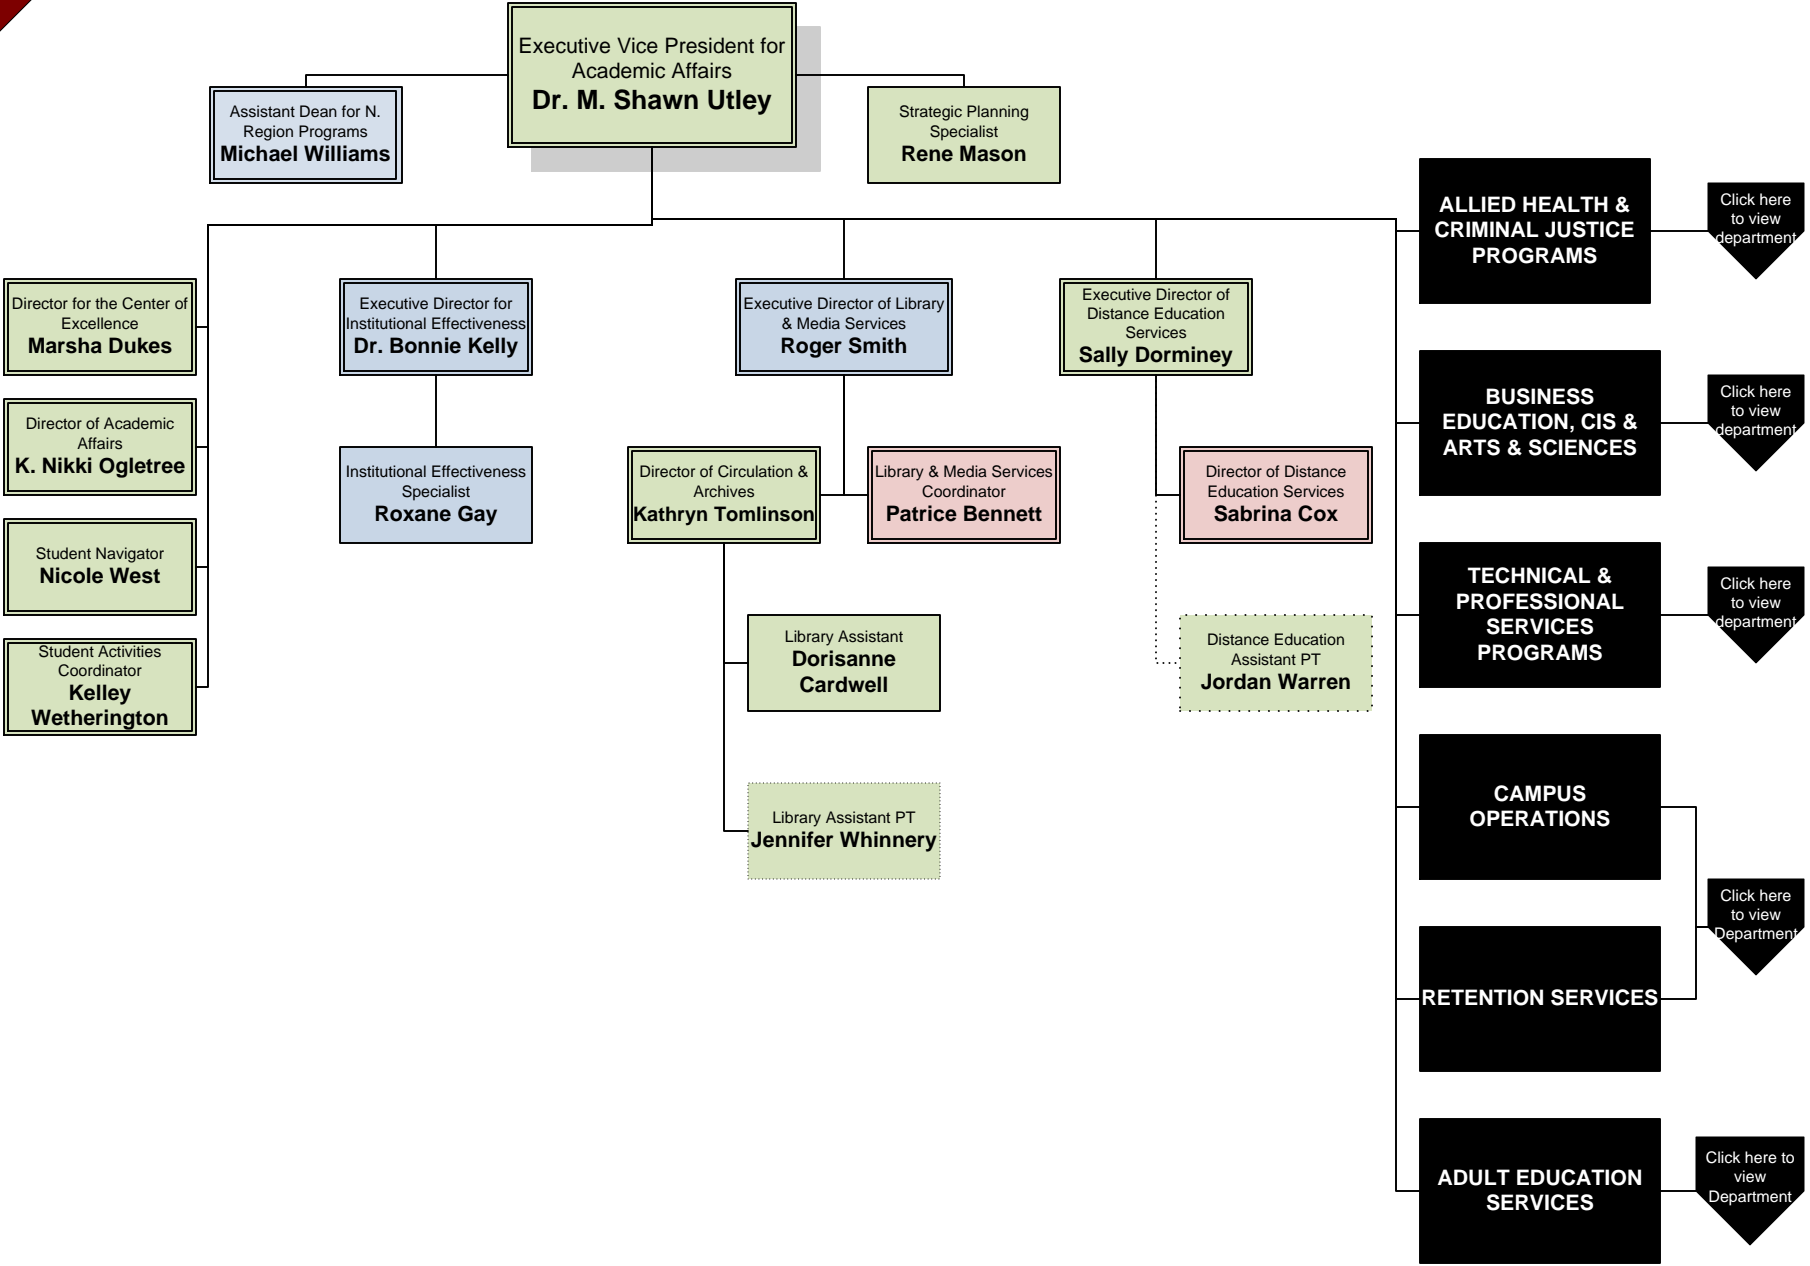 Executive Vice President for
Academic Affairs
Dr. M. Shawn Utley
Assistant Dean for N.
Region Programs
Michael Williams
Strategic Planning
Specialist
Rene Mason
Director for the Center of
Excellence
Marsha Dukes
Director of Academic
Affairs
K. Nikki Ogletree
Student Navigator
Nicole West
Student Activities
Coordinator
Kelley
Wetherington
Executive Director for
Institutional Effectiveness
Dr. Bonnie Kelly
Institutional Effectiveness
Specialist
Roxane Gay
Executive Director of Library
& Media Services
Roger Smith
Director of Circulation &
Archives
Kathryn Tomlinson
Library & Media Services
Coordinator
Patrice Bennett
Library Assistant
Dorisanne
Cardwell
Library Assistant PT
Jennifer Whinnery
Executive Director of
Distance Education
Services
Sally Dorminey
Director of Distance
Education Services
Sabrina Cox
Distance Education
Assistant PT
Jordan Warren
ALLIED HEALTH &
CRIMINAL JUSTICE
PROGRAMS
Click here
to view
department
BUSINESS
EDUCATION, CIS &
ARTS & SCIENCES
Click here
to view
department
TECHNICAL &
PROFESSIONAL
SERVICES
PROGRAMS
Click here
to view
department
CAMPUS
OPERATIONS
RETENTION SERVICES
Click here
to view
Department
ADULT EDUCATION
SERVICES
Click here to
view
Department